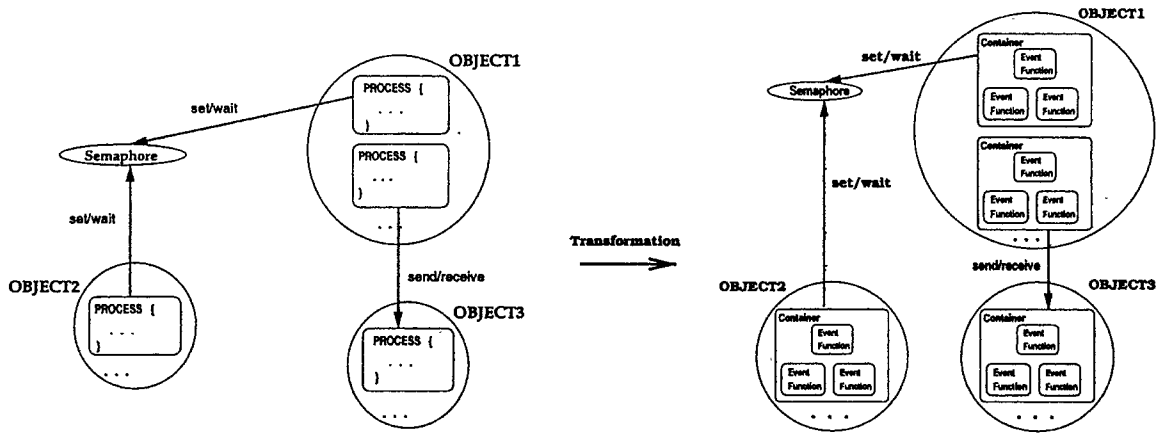 OBJECT1
PROCESS {
. . .
}
PROCESS {
. . .
}
. . .
set/wait
Semaphore
set/wait
send/receive
OBJECT2
PROCESS {
. . .
}
. . .
OBJECT3
PROCESS {
. . .
}
. . .
Transformation
OBJECT1
Container
Event
Function
Event
Function
Event
Function
Container
Event
Function
Event
Function
Event
Function
. . .
set/wait
Semaphore
set/wait
send/receive
OBJECT2
Container
Event
Function
Event
Function
Event
Function
. . .
OBJECT3
Container
Event
Function
Event
Function
Event
Function
. . .